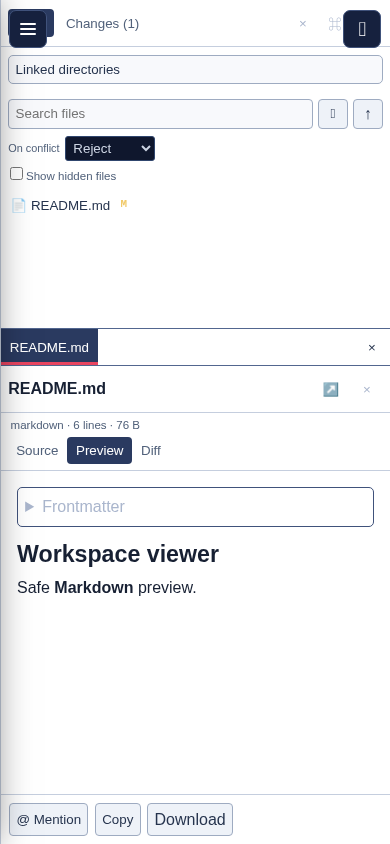 Changes (1) ×
Linked directories
Search files ↑
On conflict Reject
Show hidden files
README.md M
README.md ×
README.md ×
markdown · 6 lines · 76 B
Source Preview Diff
Frontmatter
Workspace viewer
Safe Markdown preview.
@ Mention Copy Download